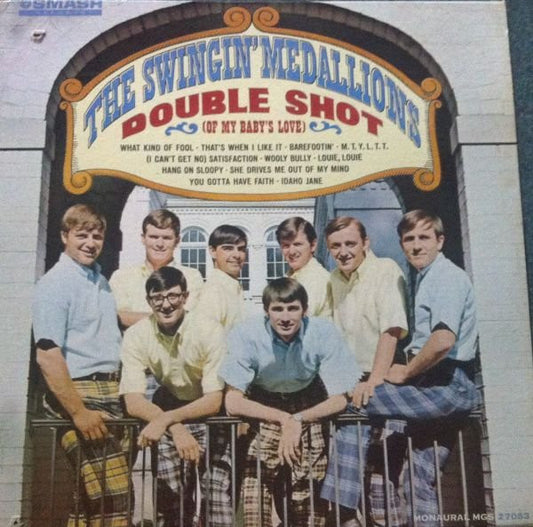 SMASH
THE SWINGIN' MEDALLIONS
DOUBLE SHOT
(OF MY BABY'S LOVE)
WHAT KIND OF FOOL · THAT'S WHEN I LIKE IT · BAREFOOTIN' · M.T.Y.L.T.T.
(I CAN'T GET NO) SATISFACTION · WOOLY BULLY · LOUIE, LOUIE
HANG ON SLOOPY · SHE DRIVES ME OUT OF MY MIND
YOU GOTTA HAVE FAITH · IDAHO JANE
MONAURAL MGS 27083